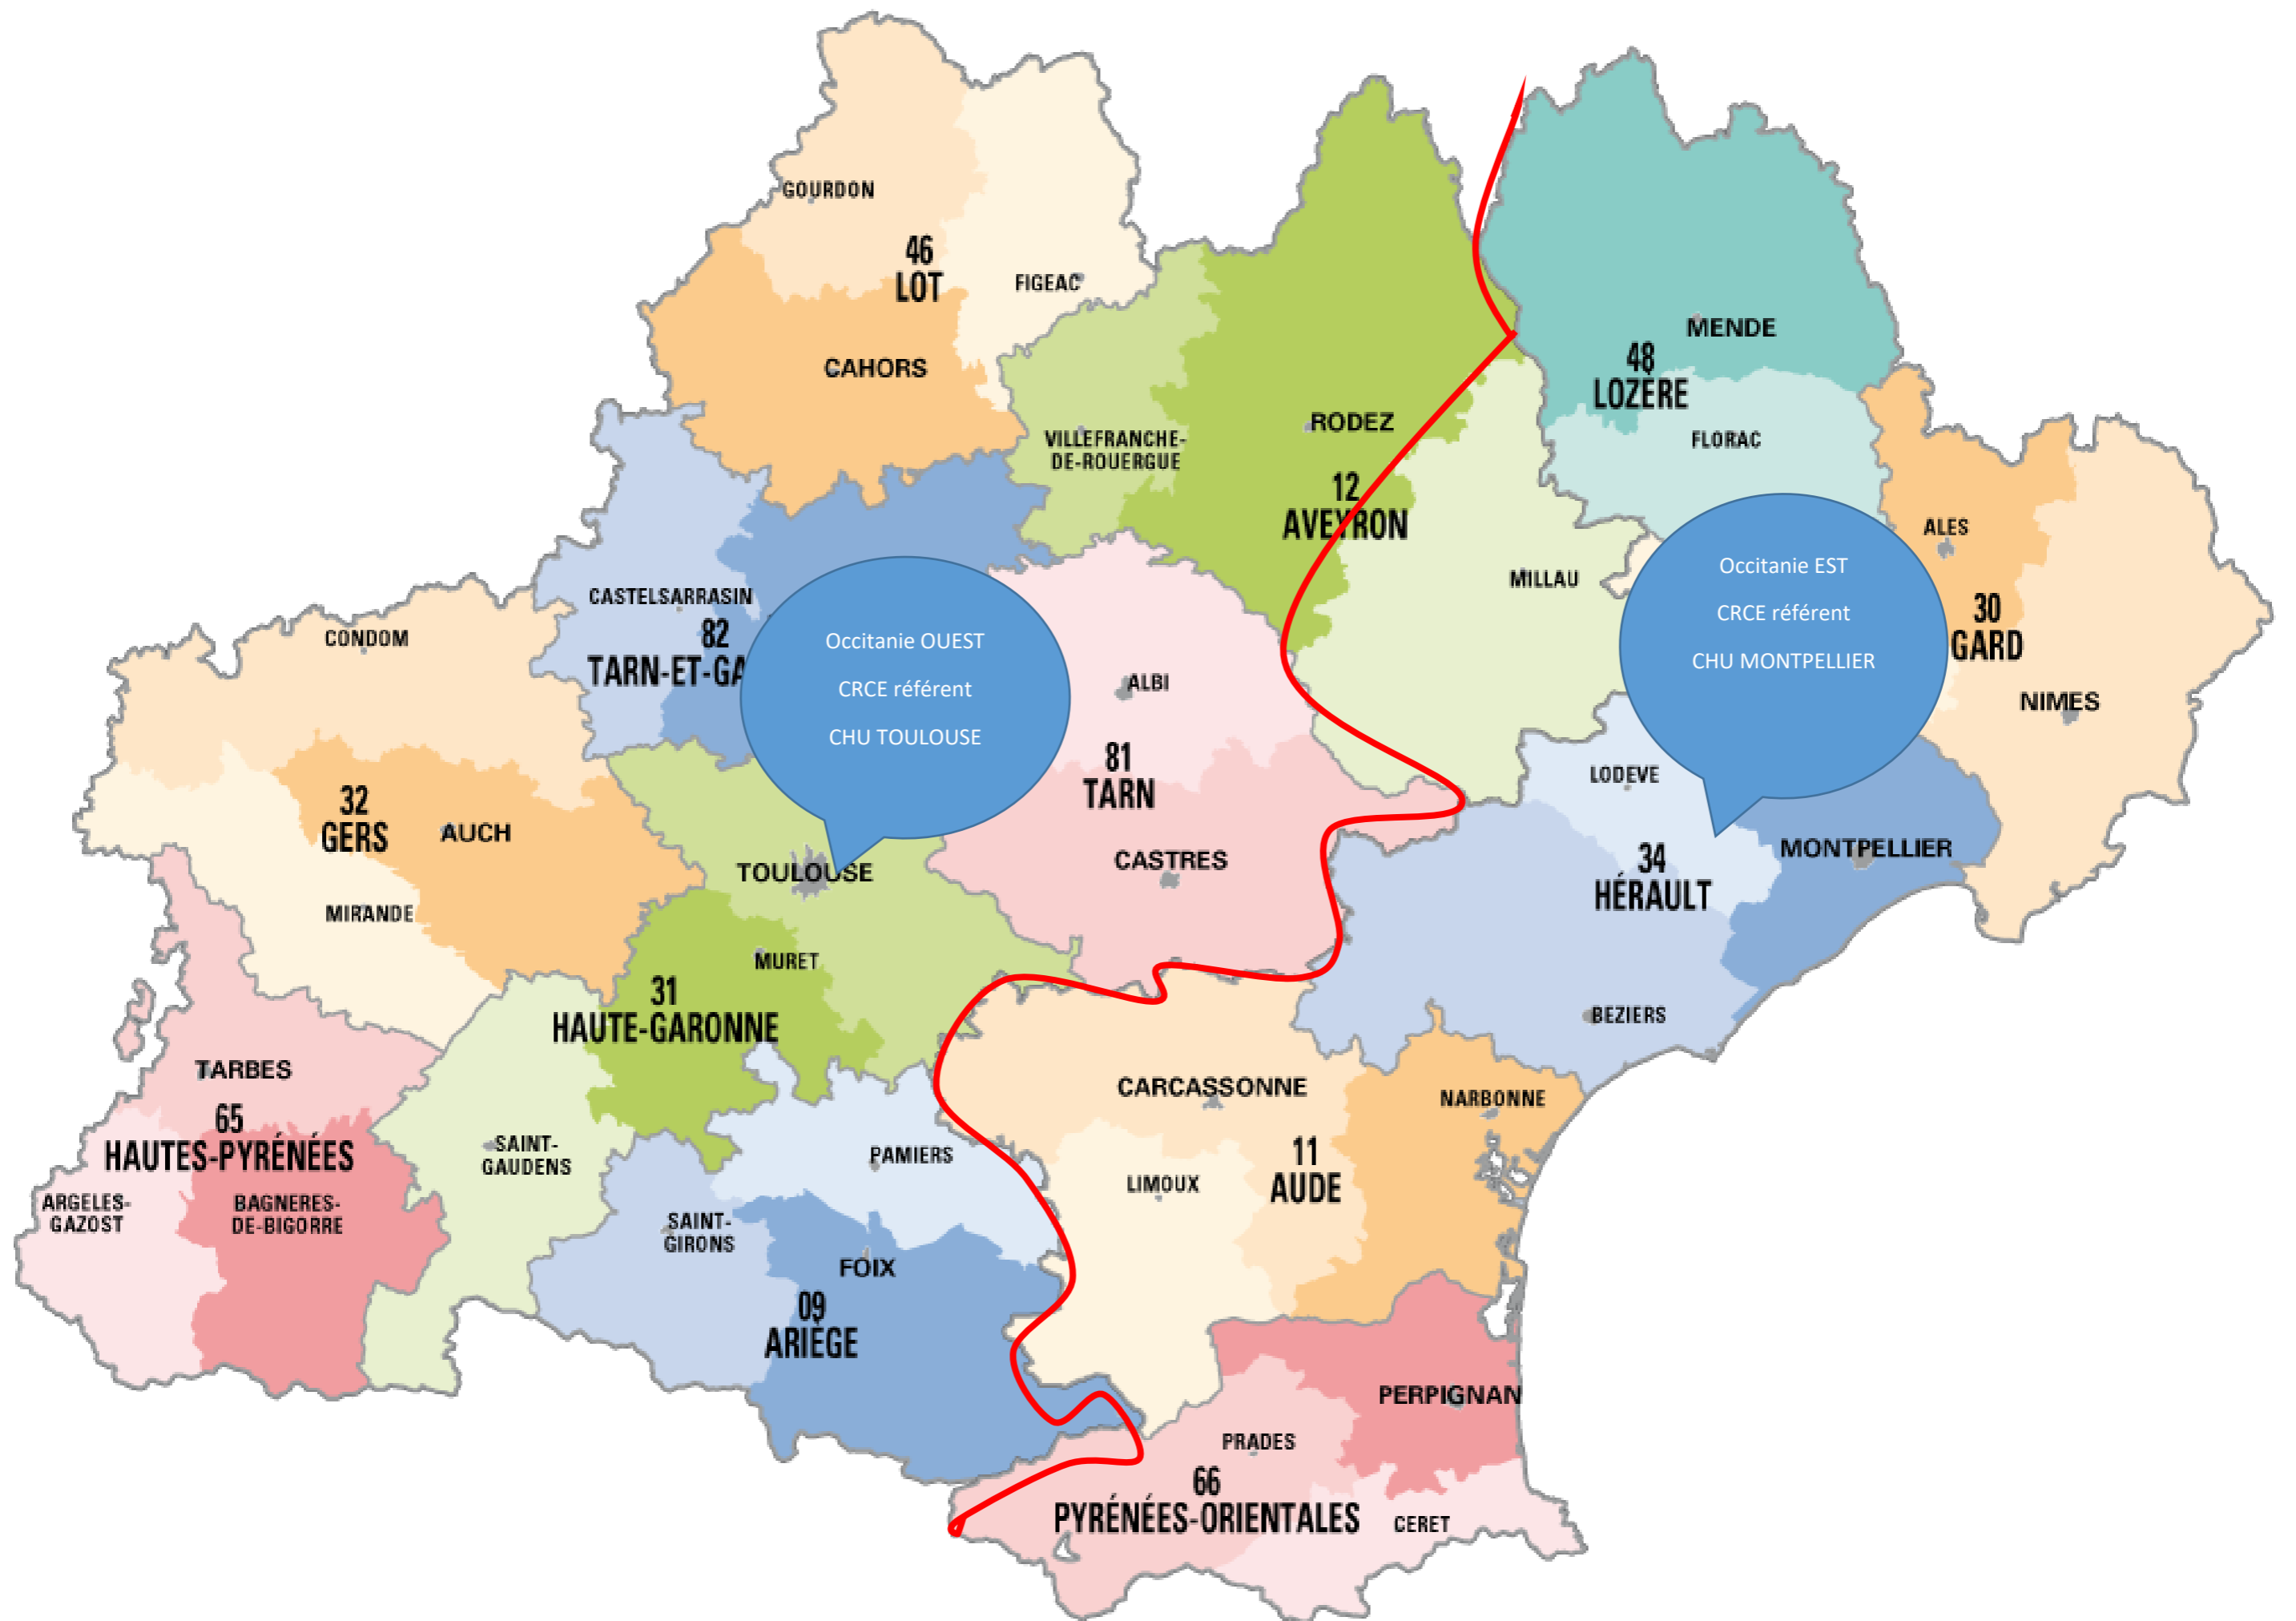 GOURDON
46
LOT
FIGEAC
CAHORS
MENDE
48
LOZÈRE
FLORAC
RODEZ
VILLEFRANCHE-
DE-ROUERGUE
12
AVEYRON
MILLAU
ALES
30
GARD
NIMES
Occitanie EST
CRCE référent
CHU MONTPELLIER
CASTELSARRASIN
82
TARN-ET-GA
Occitanie OUEST
CRCE référent
CHU TOULOUSE
CONDOM
ALBI
81
TARN
CASTRES
LODEVE
34
HÉRAULT
MONTPELLIER
BEZIERS
32
GERS
AUCH
MIRANDE
TOULOUSE
MURET
31
HAUTE-GARONNE
TARBES
65
HAUTES-PYRÉNÉES
ARGELES-
GAZOST
BAGNERES-
DE-BIGORRE
SAINT-
GAUDENS
PAMIERS
SAINT-
GIRONS
FOIX
09
ARIÈGE
CARCASSONNE
NARBONNE
LIMOUX
11
AUDE
PERPIGNAN
PRADES
66
PYRÉNÉES-ORIENTALES
CERET